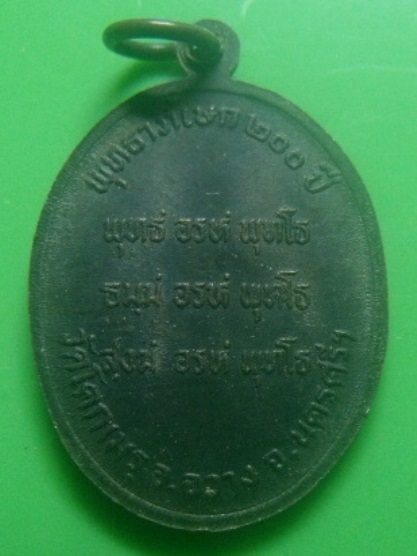 พุทธาภิเษก ๒๐๐ ปี
พุทธํ อรหํ พุทโธ
ธมฺมํ อรหํ พุทโธ
สงฆํ อรหํ พุทโธ
อ.ฉวาง จ.นครศรีฯ